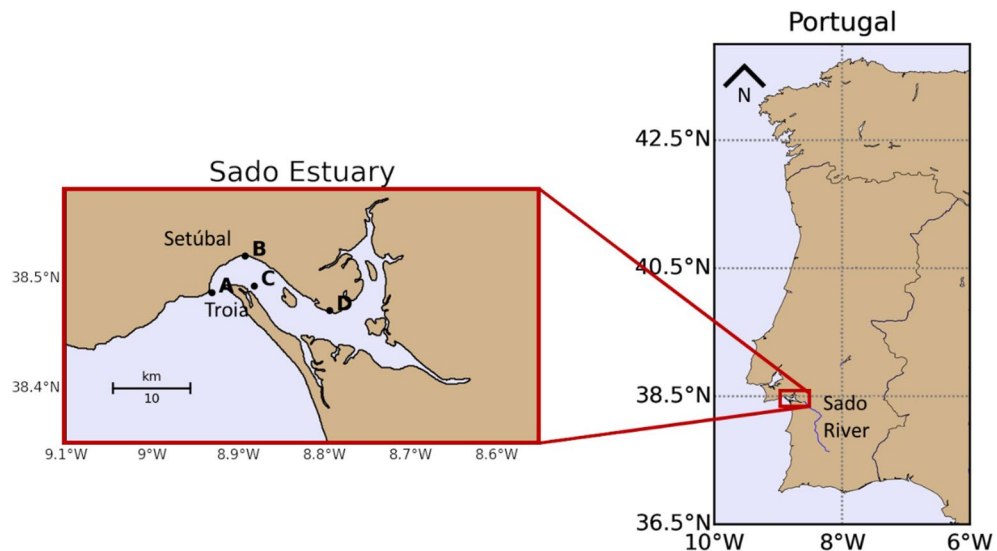 Portugal
N
42.5°N
40.5°N
38.5°N
36.5°N
10°W
8°W
6°W
Sado
River
Sado Estuary
Setúbal
B
A
C
Troia
D
38.5°N
38.4°N
km
10
9.1°W
9°W
8.9°W
8.8°W
8.7°W
8.6°W